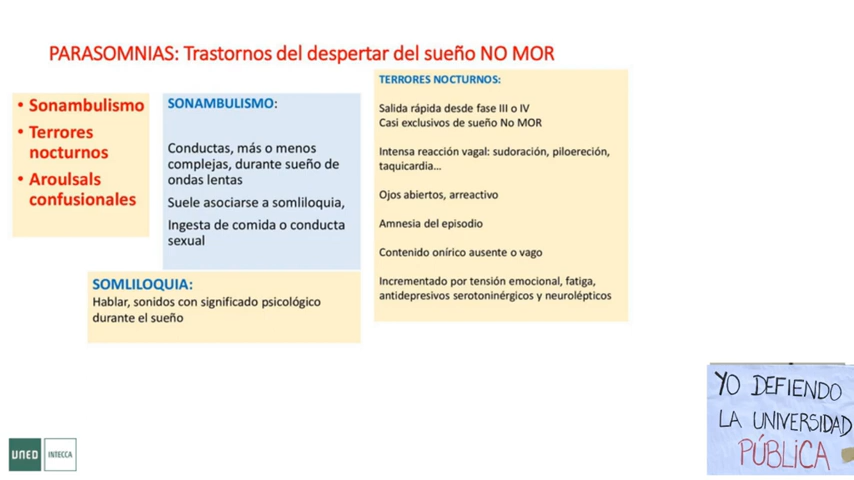 PARASOMNIAS: Trastornos del despertar del sueño NO MOR
• Sonambulismo
• Terrores
nocturnos
• Aroulsals
confusionales
SONAMBULISMO:
Conductas, más o menos
complejas, durante sueño de
ondas lentas
Suele asociarse a somliloquia,
Ingesta de comida o conducta
sexual
SOMLILOQUIA:
Hablar, sonidos con significado psicológico
durante el sueño
TERRORES NOCTURNOS:
Salida rápida desde fase III o IV
Casi exclusivos de sueño No MOR
Intensa reacción vagal: sudoración, piloereción,
taquicardia...
Ojos abiertos, arreactivo
Amnesia del episodio
Contenido onírico ausente o vago
Incrementado por tensión emocional, fatiga,
antidepresivos serotoninérgicos y neurolépticos
YO DEFIENDO
LA UNIVERSIDAD
PÚBLICA
UNED INTECCA